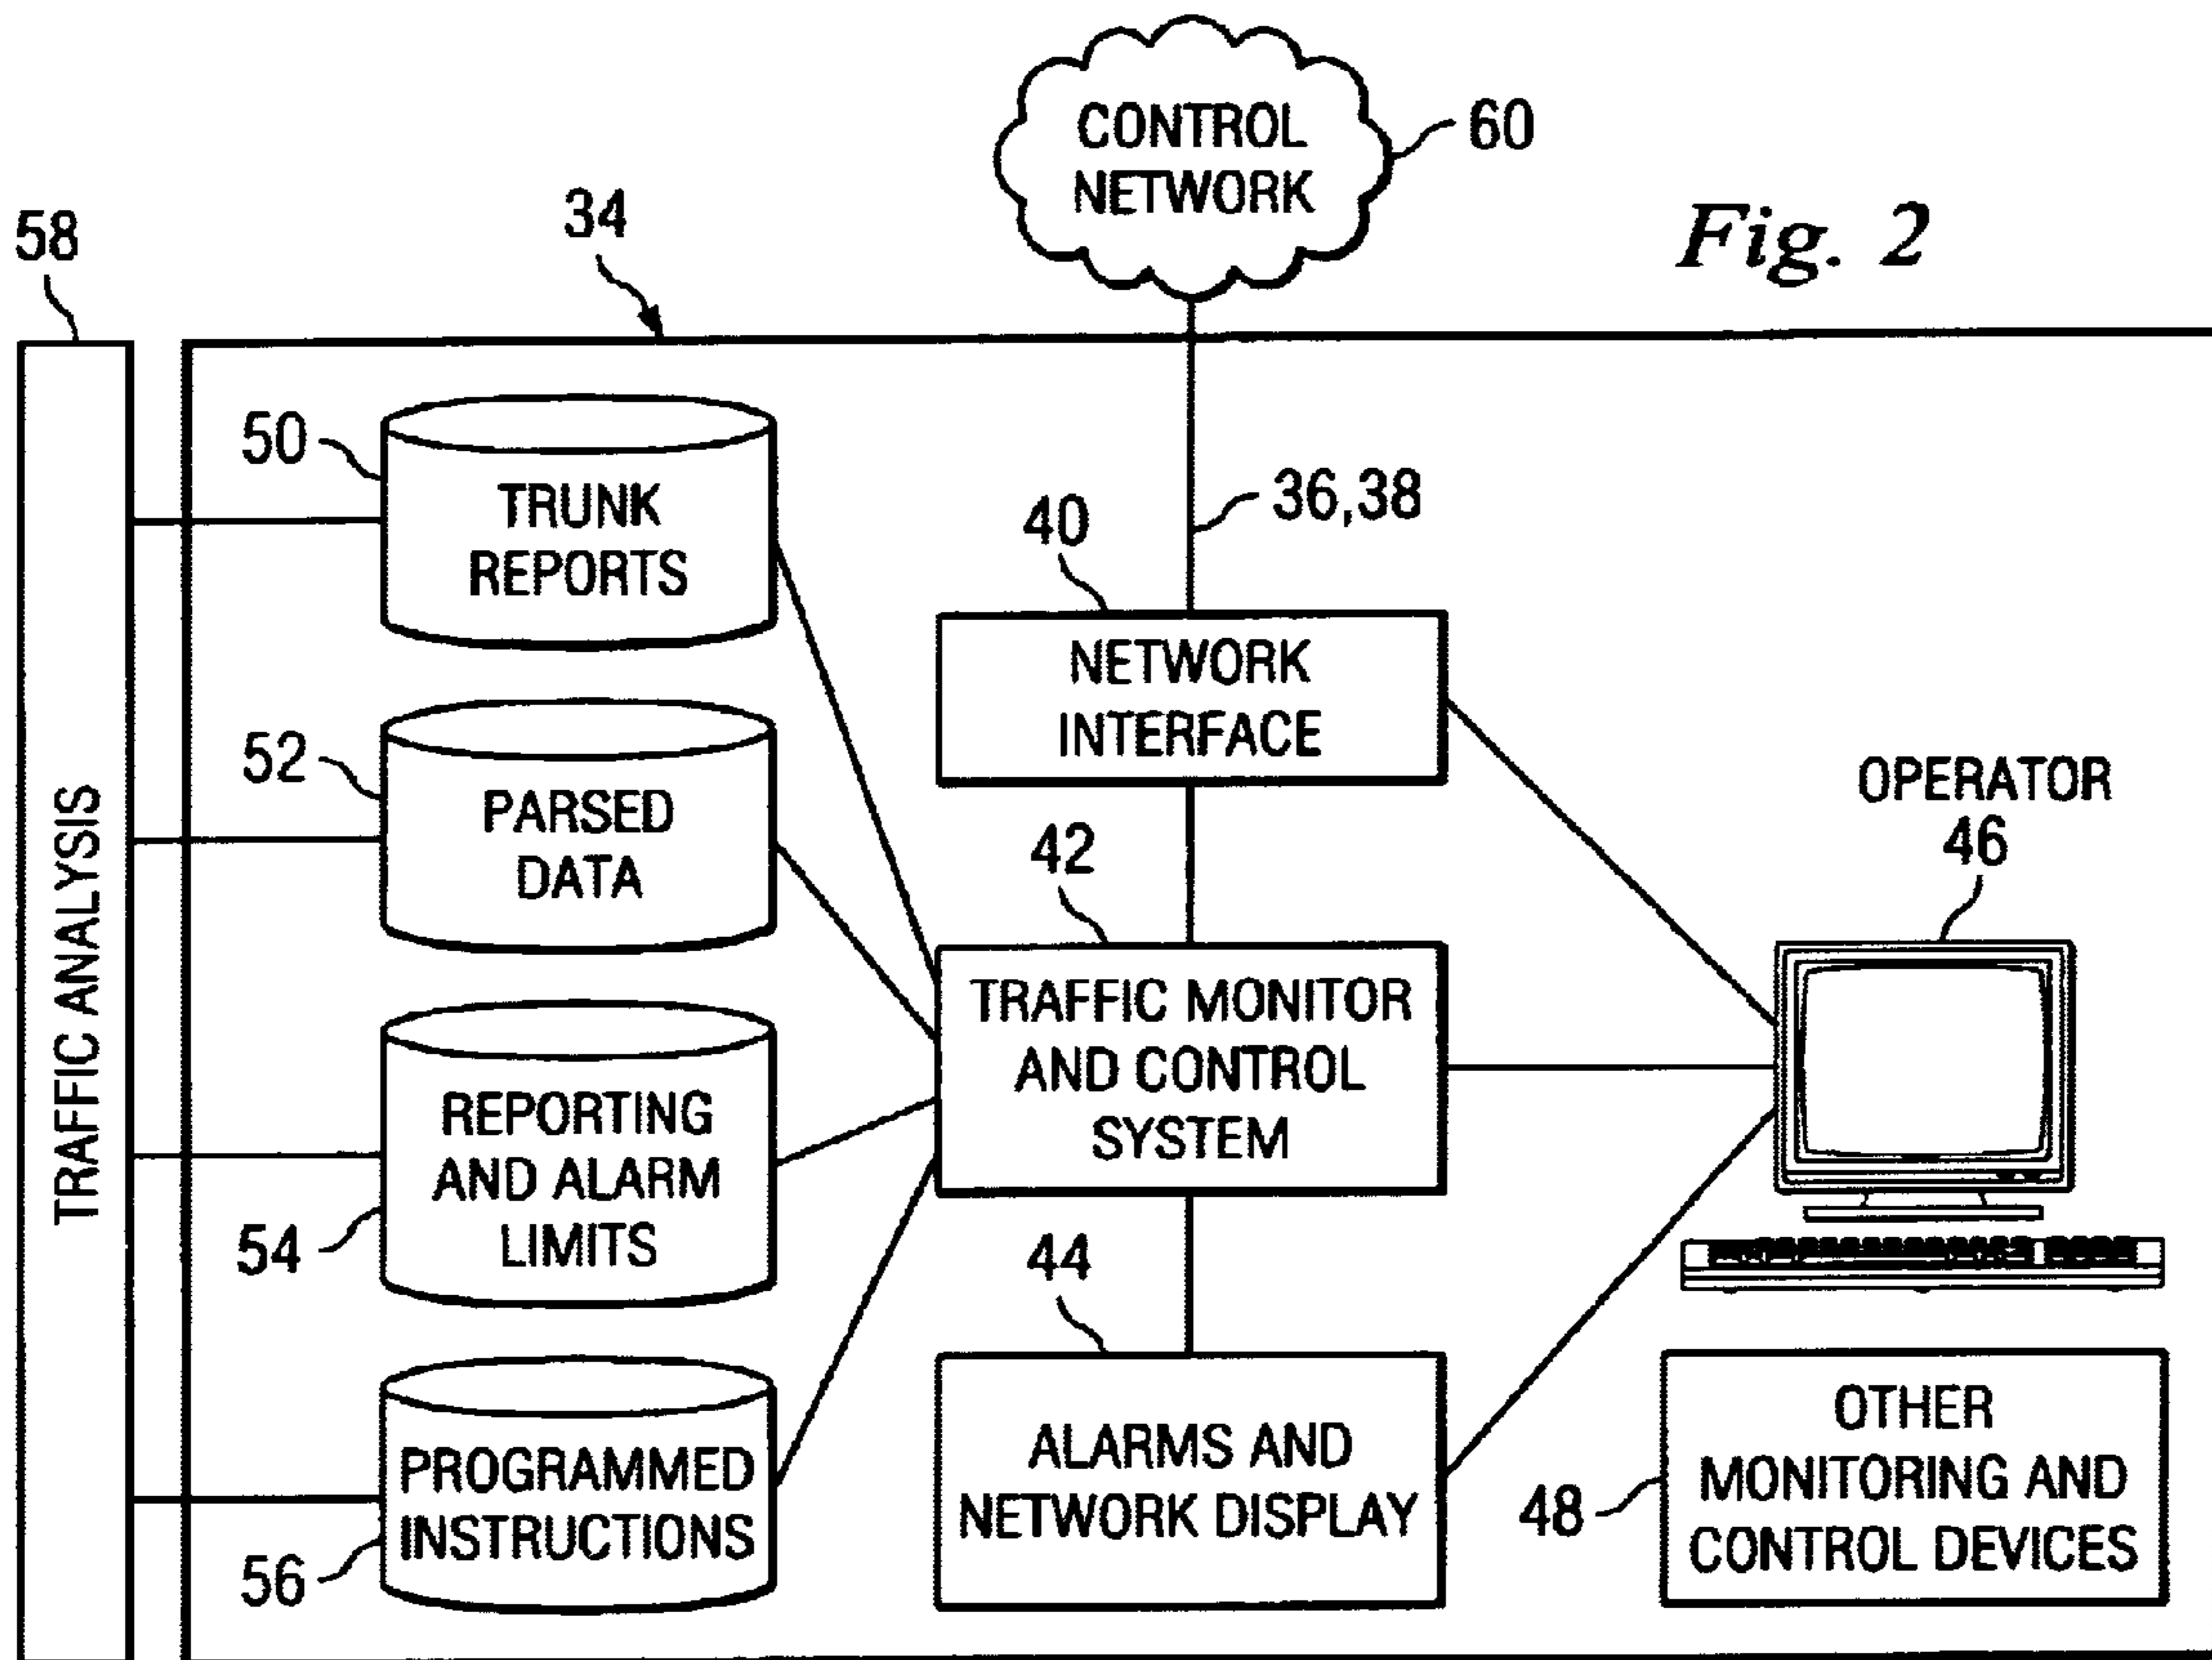 CONTROL
NETWORK
60
Fig. 2
58
34
TRAFFIC ANALYSIS
50
TRUNK
REPORTS
36,38
40
NETWORK
INTERFACE
52
PARSED
DATA
OPERATOR
46
42
TRAFFIC MONITOR
AND CONTROL
SYSTEM
REPORTING
AND ALARM
LIMITS
54
44
ALARMS AND
NETWORK DISPLAY
PROGRAMMED
INSTRUCTIONS
56
OTHER
MONITORING AND
CONTROL DEVICES
48